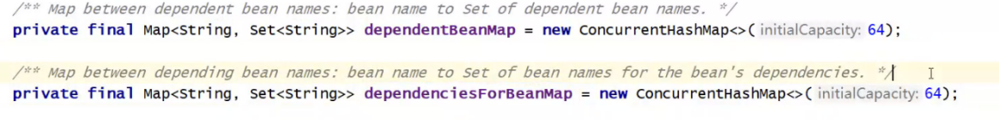 /** Map between dependent bean names: bean name to Set of dependent bean names. */
private final Map<String, Set<String>> dependentBeanMap = new ConcurrentHashMap<>( initialCapacity: 64);
/** Map between depending bean names: bean name to Set of bean names for the bean's dependencies. */
private final Map<String, Set<String>> dependenciesForBeanMap = new ConcurrentHashMap<>( initialCapacity: 64);